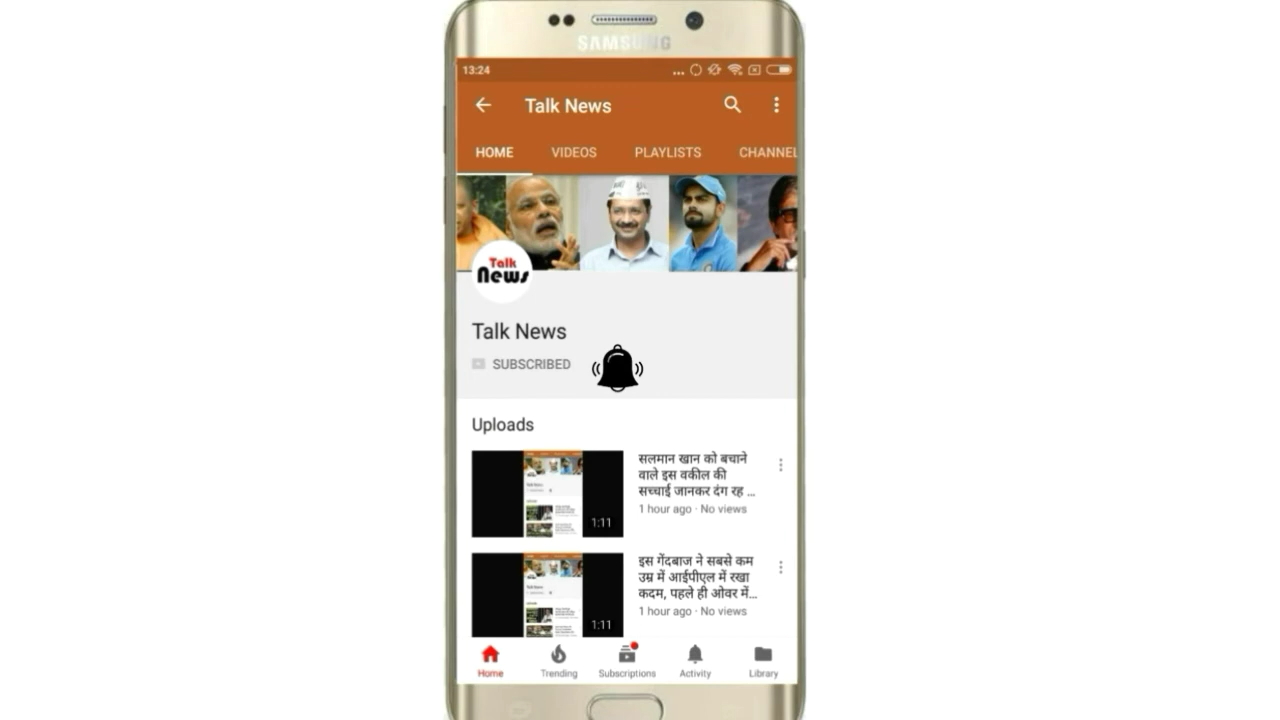 SAMSUNG
13:24
Talk News
HOME VIDEOS PLAYLISTS CHANNEL
Talk
News
Talk News
SUBSCRIBED
Uploads
सलमान खान को बचाने
वाले इस वकील की
सच्चाई जानकर दंग रह ...
1 hour ago · No views
1:11
इस गेंदबाज ने सबसे कम
उम्र में आईपीएल में रखा
कदम, पहले ही ओवर में...
1 hour ago · No views
1:11
Home Trending Subscriptions Activity Library